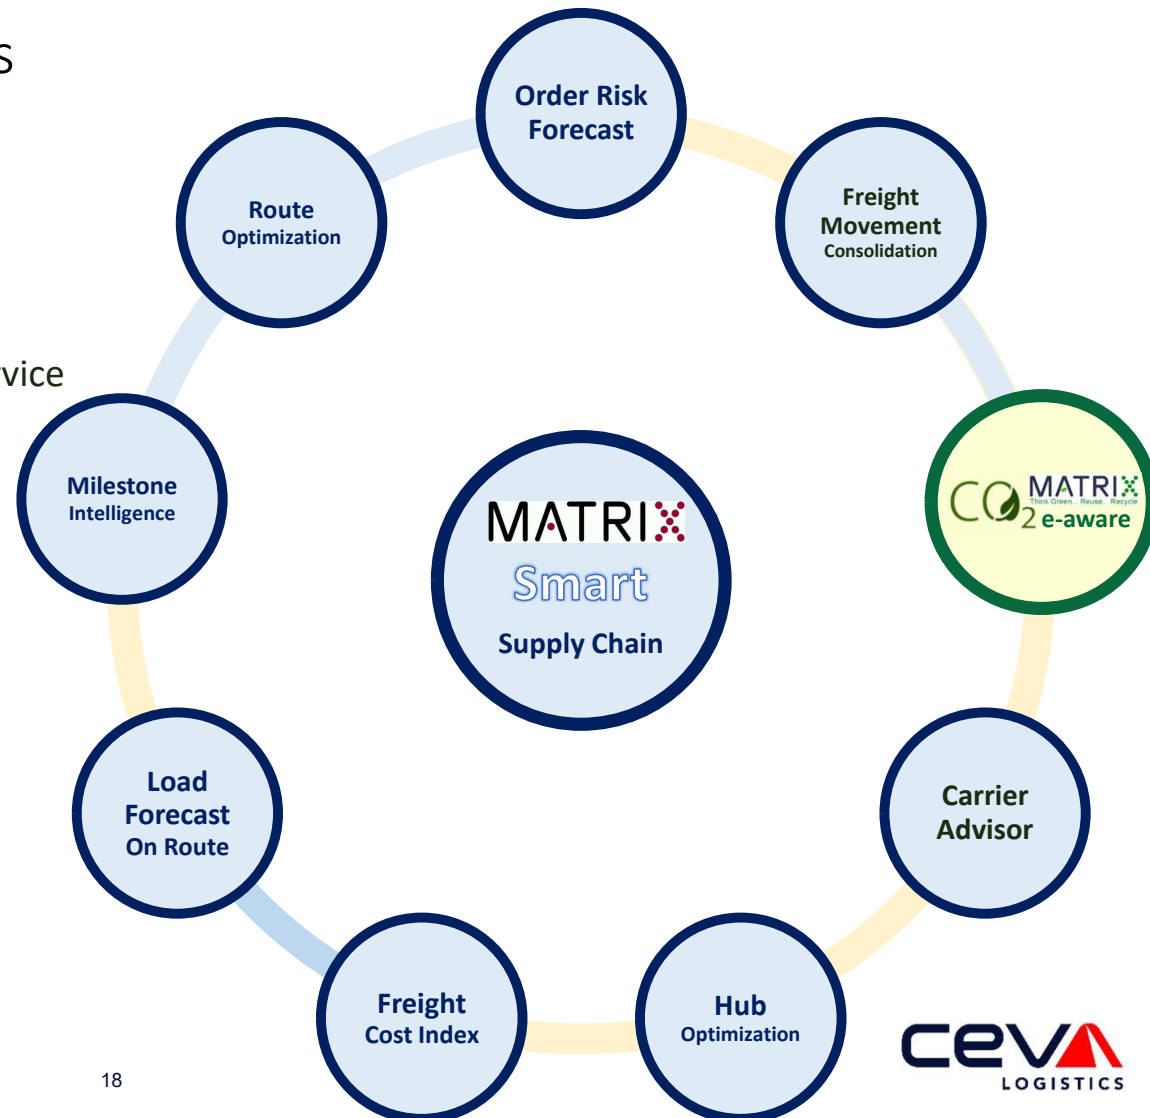 S
Order Risk
Forecast
Freight
Movement
Consolidation
Route
Optimization
rvice
Milestone
Intelligence
CO2
MATRIX
Think Green... Reuse... Recycle
e-aware
MATRIX
Smart
Supply Chain
Load
Forecast
On Route
Carrier
Advisor
Freight
Cost Index
Hub
Optimization
CEVA
LOGISTICS
18